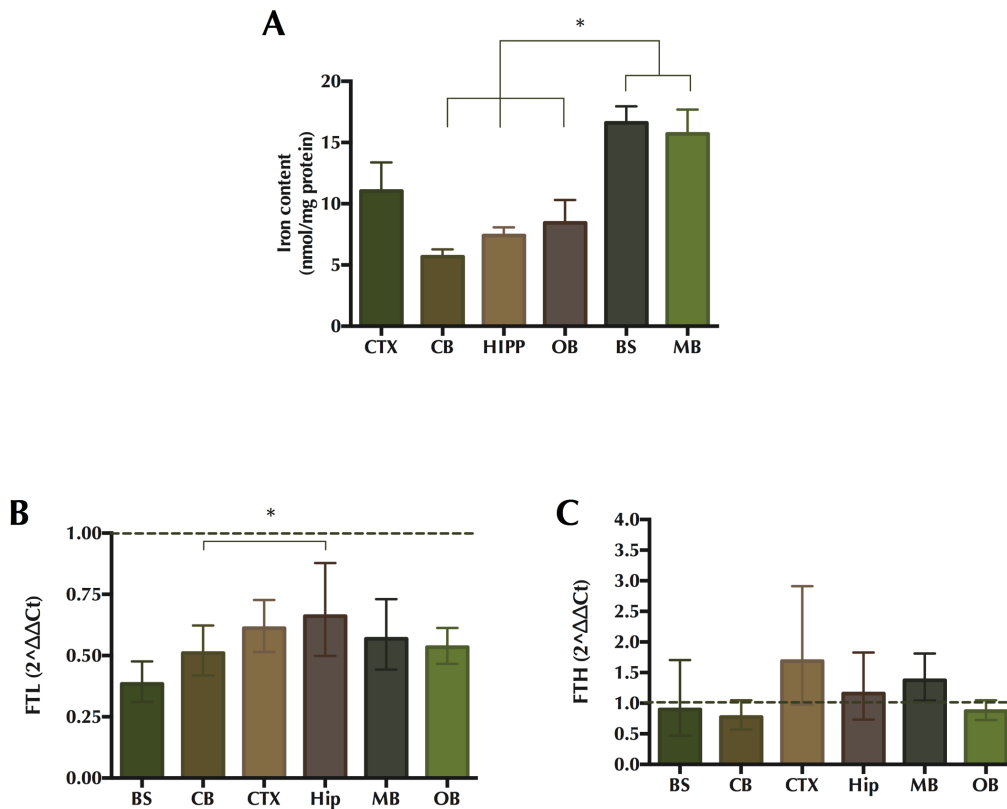 A
*
Iron content
(nmol/mg protein)
20
15
10
5
0
CTX CB HIPP OB BS MB
B
*
FTL (2^ΔΔCt)
1.00
0.75
0.50
0.25
0.00
BS CB CTX Hip MB OB
C
FTH (2^ΔΔCt)
4.0
3.5
3.0
2.5
2.0
1.5
1.0
0.5
0.0
BS CB CTX Hip MB OB